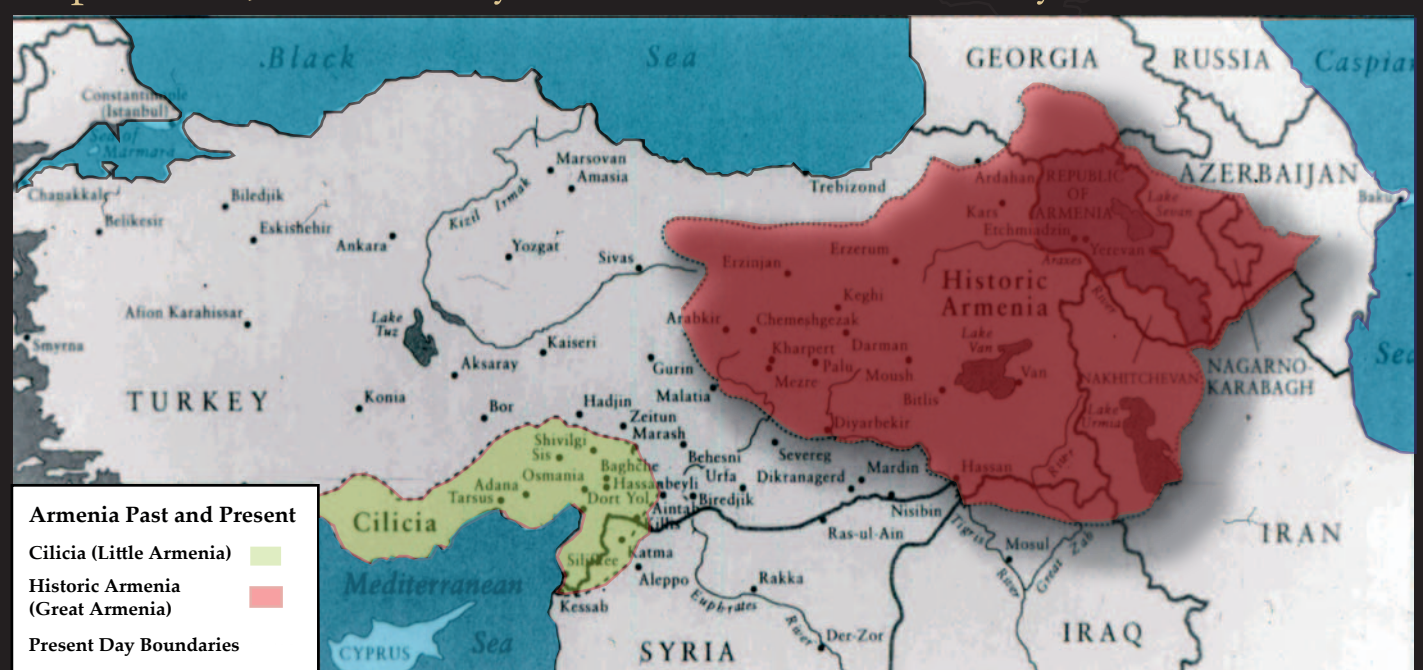 Black Sea
Caspian
Sea
GEORGIA
RUSSIA
AZERBAIJAN
Baku
Constantinople
(Istanbul)
Sea of
Marmara
Chanakkale
Belikesir
Biledjik
Eskishehir
Ankara
Kizil Irmak
Marsovan
Amasia
Trebizond
Yozgat
Sivas
Ardahan
Kars
REPUBLIC
OF
ARMENIA
Lake
Sevan
Etchmiadzin
Yerevan
Araxes
River
Erzerum
Erzinjan
Historic
Armenia
Keghi
Arabkir
Chemeshgezak
Kharpert
Palu
Darman
Mezre
Moush
Lake
Van
Van
Bitlis
NAKHITCHEVAN
NAGARNO-
KARABAGH
Lake
Urmia
Diyarbekir
Afion Karahissar
Smyrna
Lake
Tuz
Kaiseri
Aksaray
Gurin
Malatia
TURKEY
Konia
Bor
Hadjin
Zeitun
Marash
Shivilgi
Sis
Baghche
Behesni
Severeg
Osmania
Hassanbeyli
Urfa
Dikranagerd
Mardin
Hassan
River
Adana
Tarsus
Dort Yol
Biredjik
Nisibin
Cilicia
Aintab
Killis
Ras-ul-Ain
Tigris
River
Mosul
Great Zab
IRAN
Katma
Aleppo
Rakka
Kessab
Euphrates
River
Der-Zor
SYRIA
IRAQ
Mediterranean
Sea
CYPRUS
Armenia Past and Present
Cilicia (Little Armenia)
Historic Armenia
(Great Armenia)
Present Day Boundaries